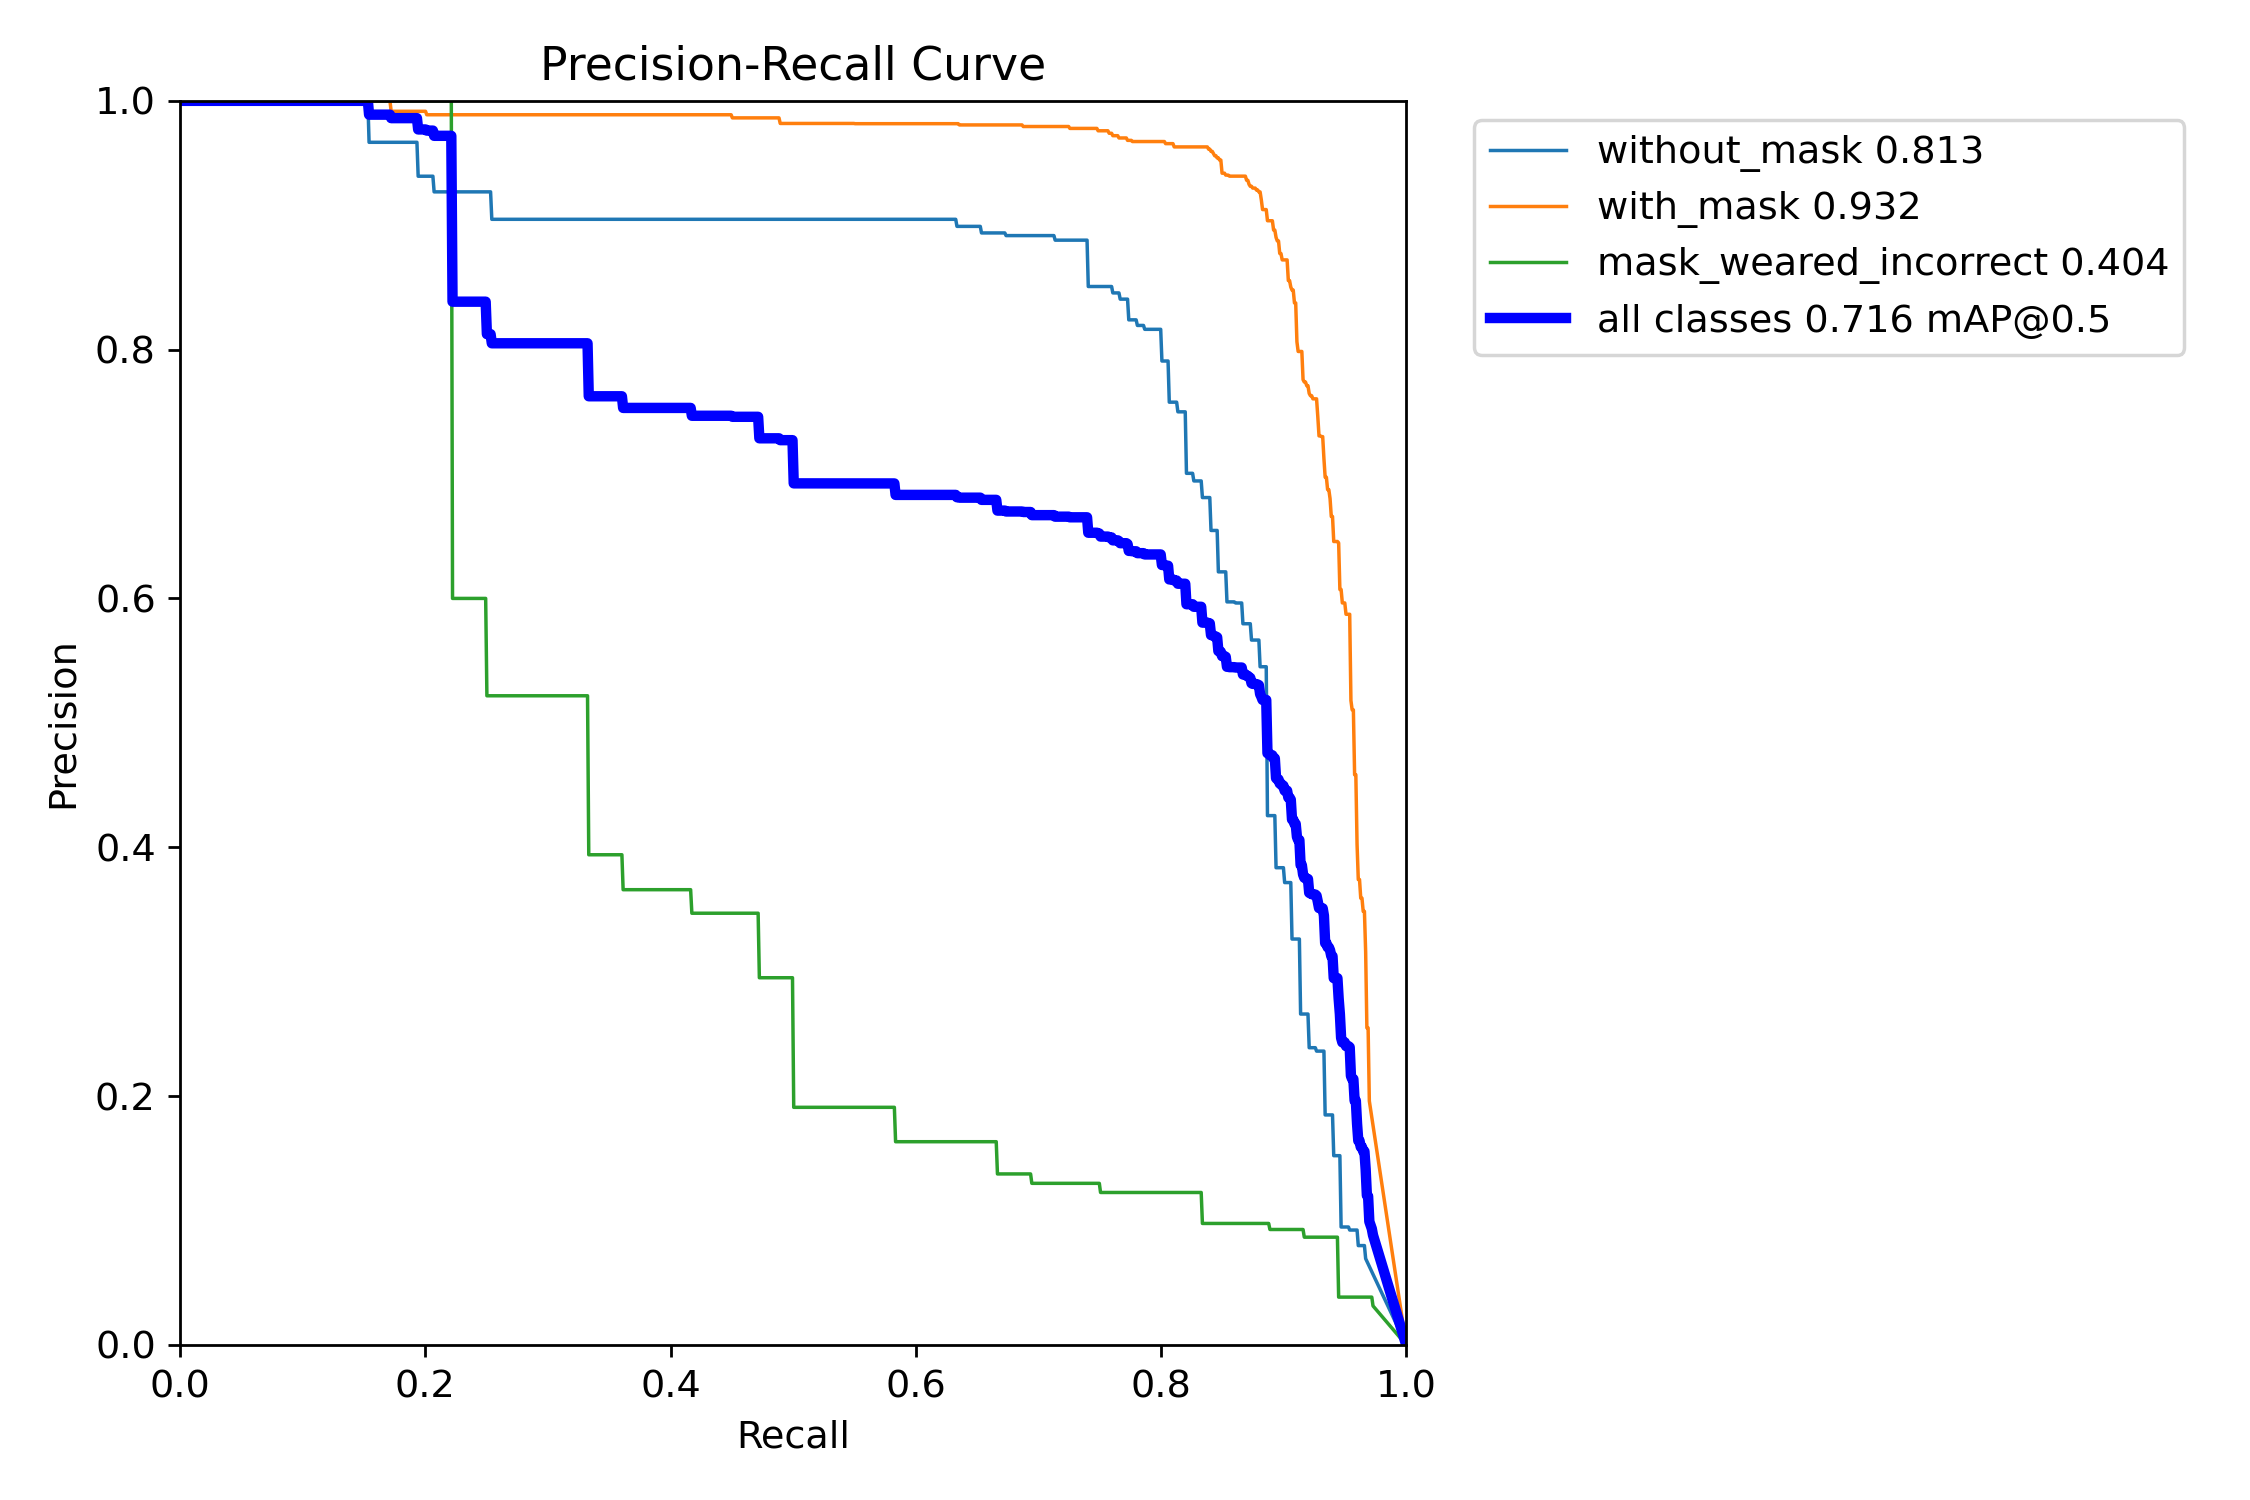 Precision-Recall Curve
1.0
0.8
0.6
0.4
0.2
0.0
Precision
0.0 0.2 0.4 0.6 0.8 1.0
Recall
without_mask 0.813
with_mask 0.932
mask_weared_incorrect 0.404
all classes 0.716 mAP@0.5